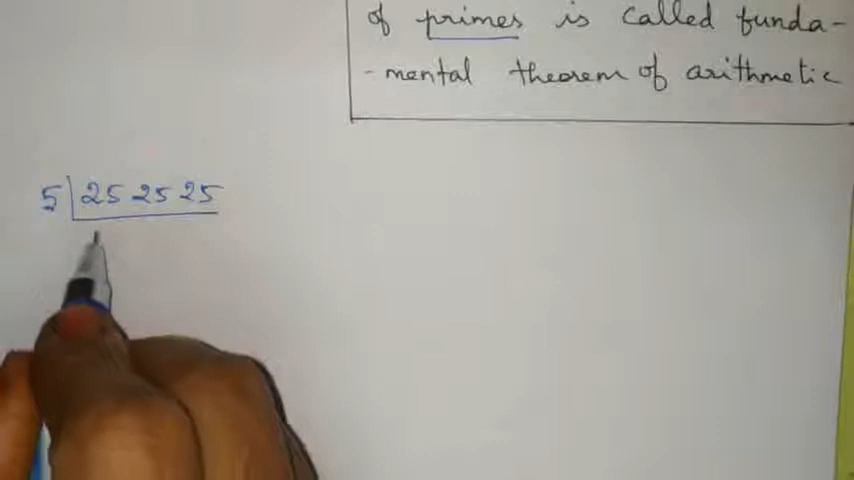 of primes is called funda-
-mental theorem of arithmetic
5 25 25 25